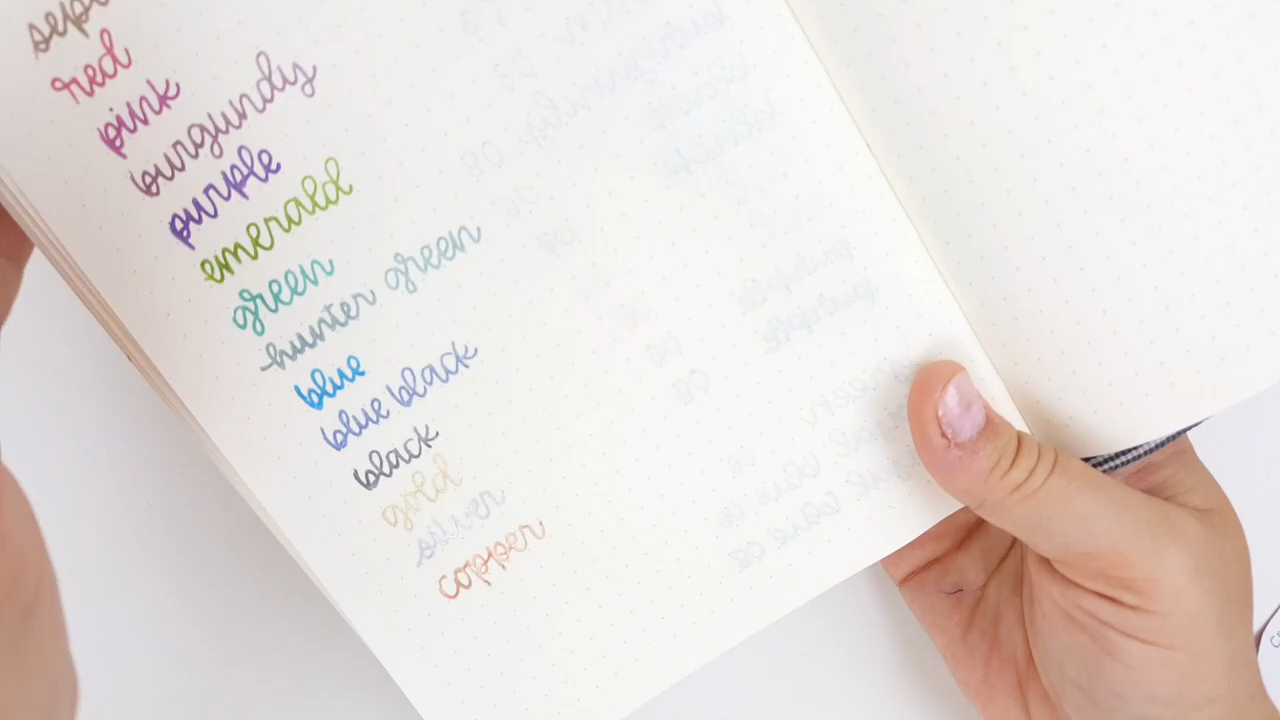 red
pink
burgundy
purple
emerald
green
hunter green
blue
blue black
black
gold
silver
copper